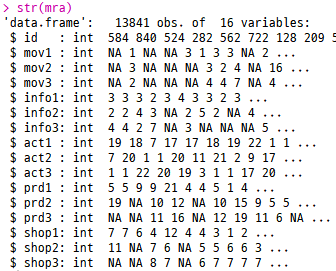 > str(mra)
'data.frame':   13841 obs. of  16 variables:
 $ id   : int  584 840 524 282 562 722 128 209 5
 $ mov1 : int  NA 1 NA NA 3 1 3 3 NA 2 ...
 $ mov2 : int  NA 3 NA NA NA 3 2 4 NA 16 ...
 $ mov3 : int  NA 2 NA NA NA 4 4 7 NA 4 ...
 $ info1: int  3 3 3 2 3 4 3 3 2 3 ...
 $ info2: int  2 2 4 3 NA 2 5 2 NA 4 ...
 $ info3: int  4 4 2 7 NA 3 NA NA NA 5 ...
 $ act1 : int  19 18 7 17 17 18 19 22 1 1 ...
 $ act2 : int  7 20 1 1 20 11 21 2 9 17 ...
 $ act3 : int  1 1 22 20 19 3 1 1 17 20 ...
 $ prd1 : int  5 5 9 9 21 4 4 5 1 4 ...
 $ prd2 : int  19 NA 10 12 NA 10 15 9 5 5 ...
 $ prd3 : int  NA NA 11 16 NA 12 19 11 6 NA ...
 $ shop1: int  7 7 6 4 12 4 4 3 1 2 ...
 $ shop2: int  11 NA 7 6 NA 5 5 6 6 3 ...
 $ shop3: int  NA NA 8 7 NA 6 7 7 7 7 ...